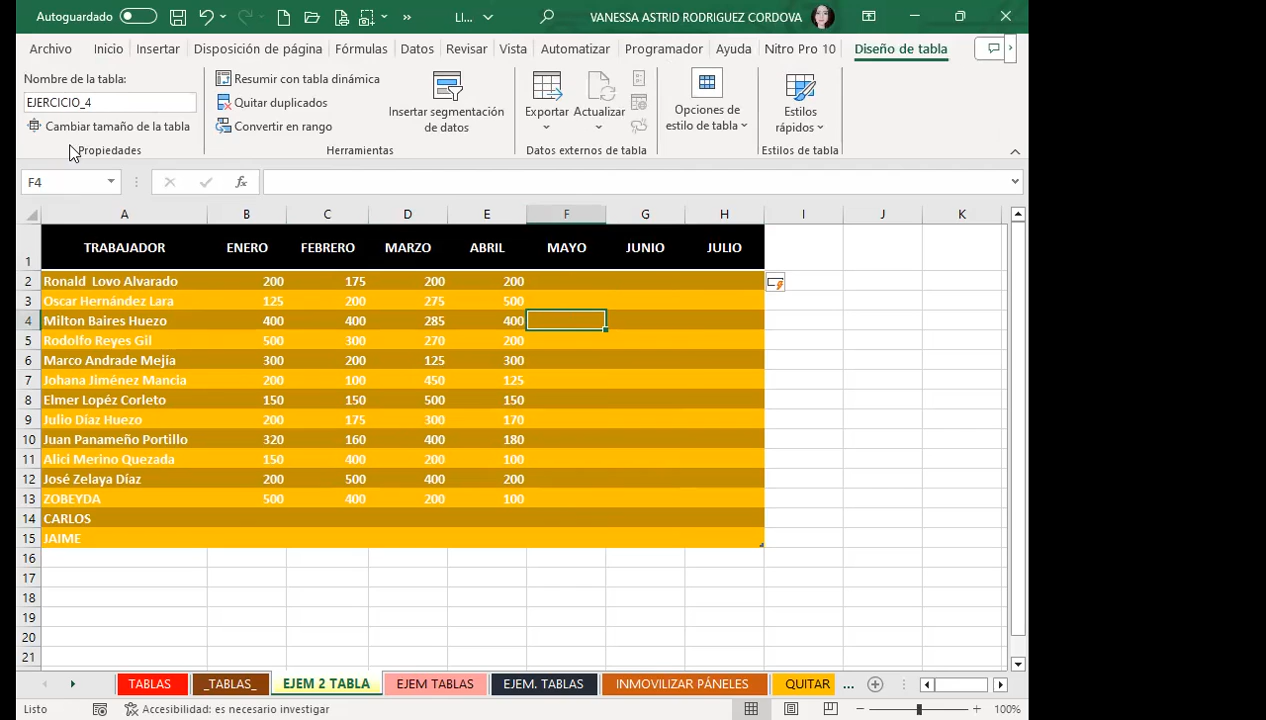 Autoguardado LI... VANESSA ASTRID RODRIGUEZ CORDOVA
Archivo Inicio Insertar Disposición de página Fórmulas Datos Revisar Vista Automatizar Programador Ayuda Nitro Pro 10 Diseño de tabla
Nombre de la tabla:
EJERCICIO_4
Cambiar tamaño de la tabla
Propiedades
Resumir con tabla dinámica
Quitar duplicados
Convertir en rango
Insertar segmentación
de datos
Herramientas
Exportar Actualizar
Datos externos de tabla
Opciones de
estilo de tabla
Estilos
rápidos
Estilos de tabla
F4 fx
A B C D E F G H I J K
1 TRABAJADOR ENERO FEBRERO MARZO ABRIL MAYO JUNIO JULIO
2 Ronald Lovo Alvarado 200 175 200 200
3 Oscar Hernández Lara 125 200 275 500
4 Milton Baires Huezo 400 400 285 400
5 Rodolfo Reyes Gil 500 300 270 200
6 Marco Andrade Mejía 300 200 125 300
7 Johana Jiménez Mancia 200 100 450 125
8 Elmer Lopéz Corleto 150 150 500 150
9 Julio Díaz Huezo 200 175 300 170
10 Juan Panameño Portillo 320 160 400 180
11 Alici Merino Quezada 150 400 200 100
12 José Zelaya Díaz 200 500 400 200
13 ZOBEYDA 500 400 200 100
14 CARLOS
15 JAIME
16
17
18
19
20
21
TABLAS _TABLAS_ EJEM 2 TABLA EJEM TABLAS EJEM. TABLAS INMOVILIZAR PÁNELES QUITAR ...
Listo Accesibilidad: es necesario investigar 100%